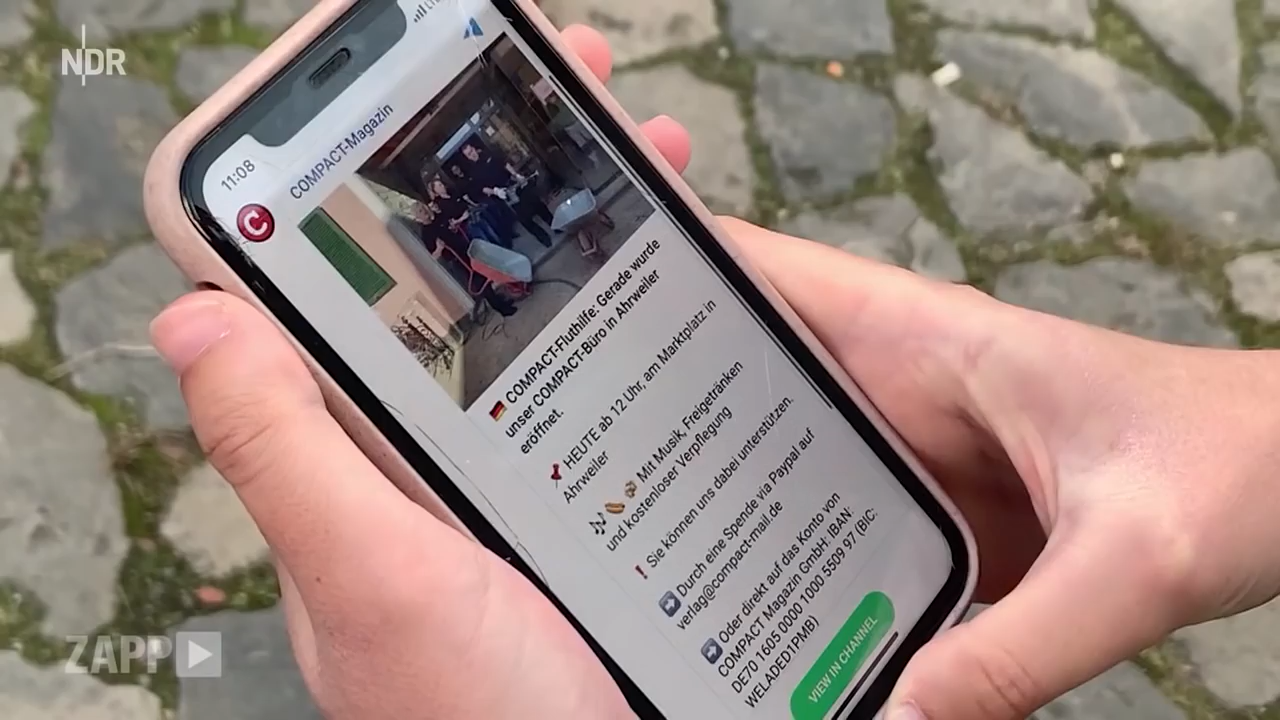 NDR
LTE
11:08
COMPACT-Magazin
COMPACT-Fluthilfe: Gerade wurde
unser COMPACT-Büro in Ahrweiler
eröffnet.
HEUTE ab 12 Uhr, am Marktplatz in
Ahrweiler
Mit Musik, Freigetränken
und kostenloser Verpflegung
Sie können uns dabei unterstützen.
Durch eine Spende via Paypal auf
verlag@compact-mail.de
Oder direkt auf das Konto von
COMPACT Magazin GmbH: IBAN:
DE70 1605 0000 1000 5509 97 (BIC:
WELADED1PMB)
VIEW IN CHANNEL
ZAPP